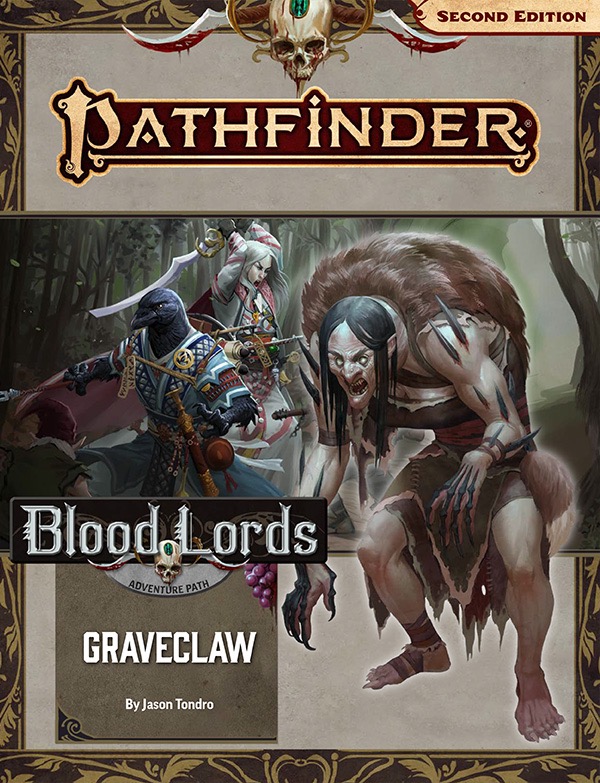 SECOND EDITION
PATHFINDER®
Blood Lords
ADVENTURE PATH
GRAVECLAW
By Jason Tondro